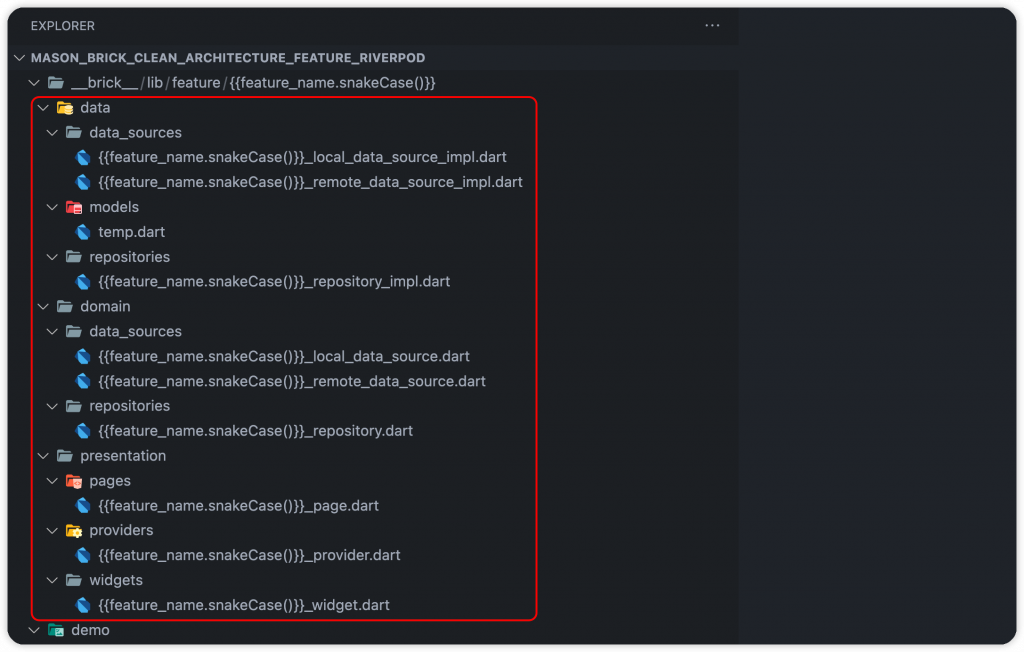 EXPLORER
MASON_BRICK_CLEAN_ARCHITECTURE_FEATURE_RIVERPOD
__brick__/lib/feature/{{feature_name.snakeCase()}}
data
data_sources
{{feature_name.snakeCase()}}_local_data_source_impl.dart
{{feature_name.snakeCase()}}_remote_data_source_impl.dart
models
temp.dart
repositories
{{feature_name.snakeCase()}}_repository_impl.dart
domain
data_sources
{{feature_name.snakeCase()}}_local_data_source.dart
{{feature_name.snakeCase()}}_remote_data_source.dart
repositories
{{feature_name.snakeCase()}}_repository.dart
presentation
pages
{{feature_name.snakeCase()}}_page.dart
providers
{{feature_name.snakeCase()}}_provider.dart
widgets
{{feature_name.snakeCase()}}_widget.dart
demo